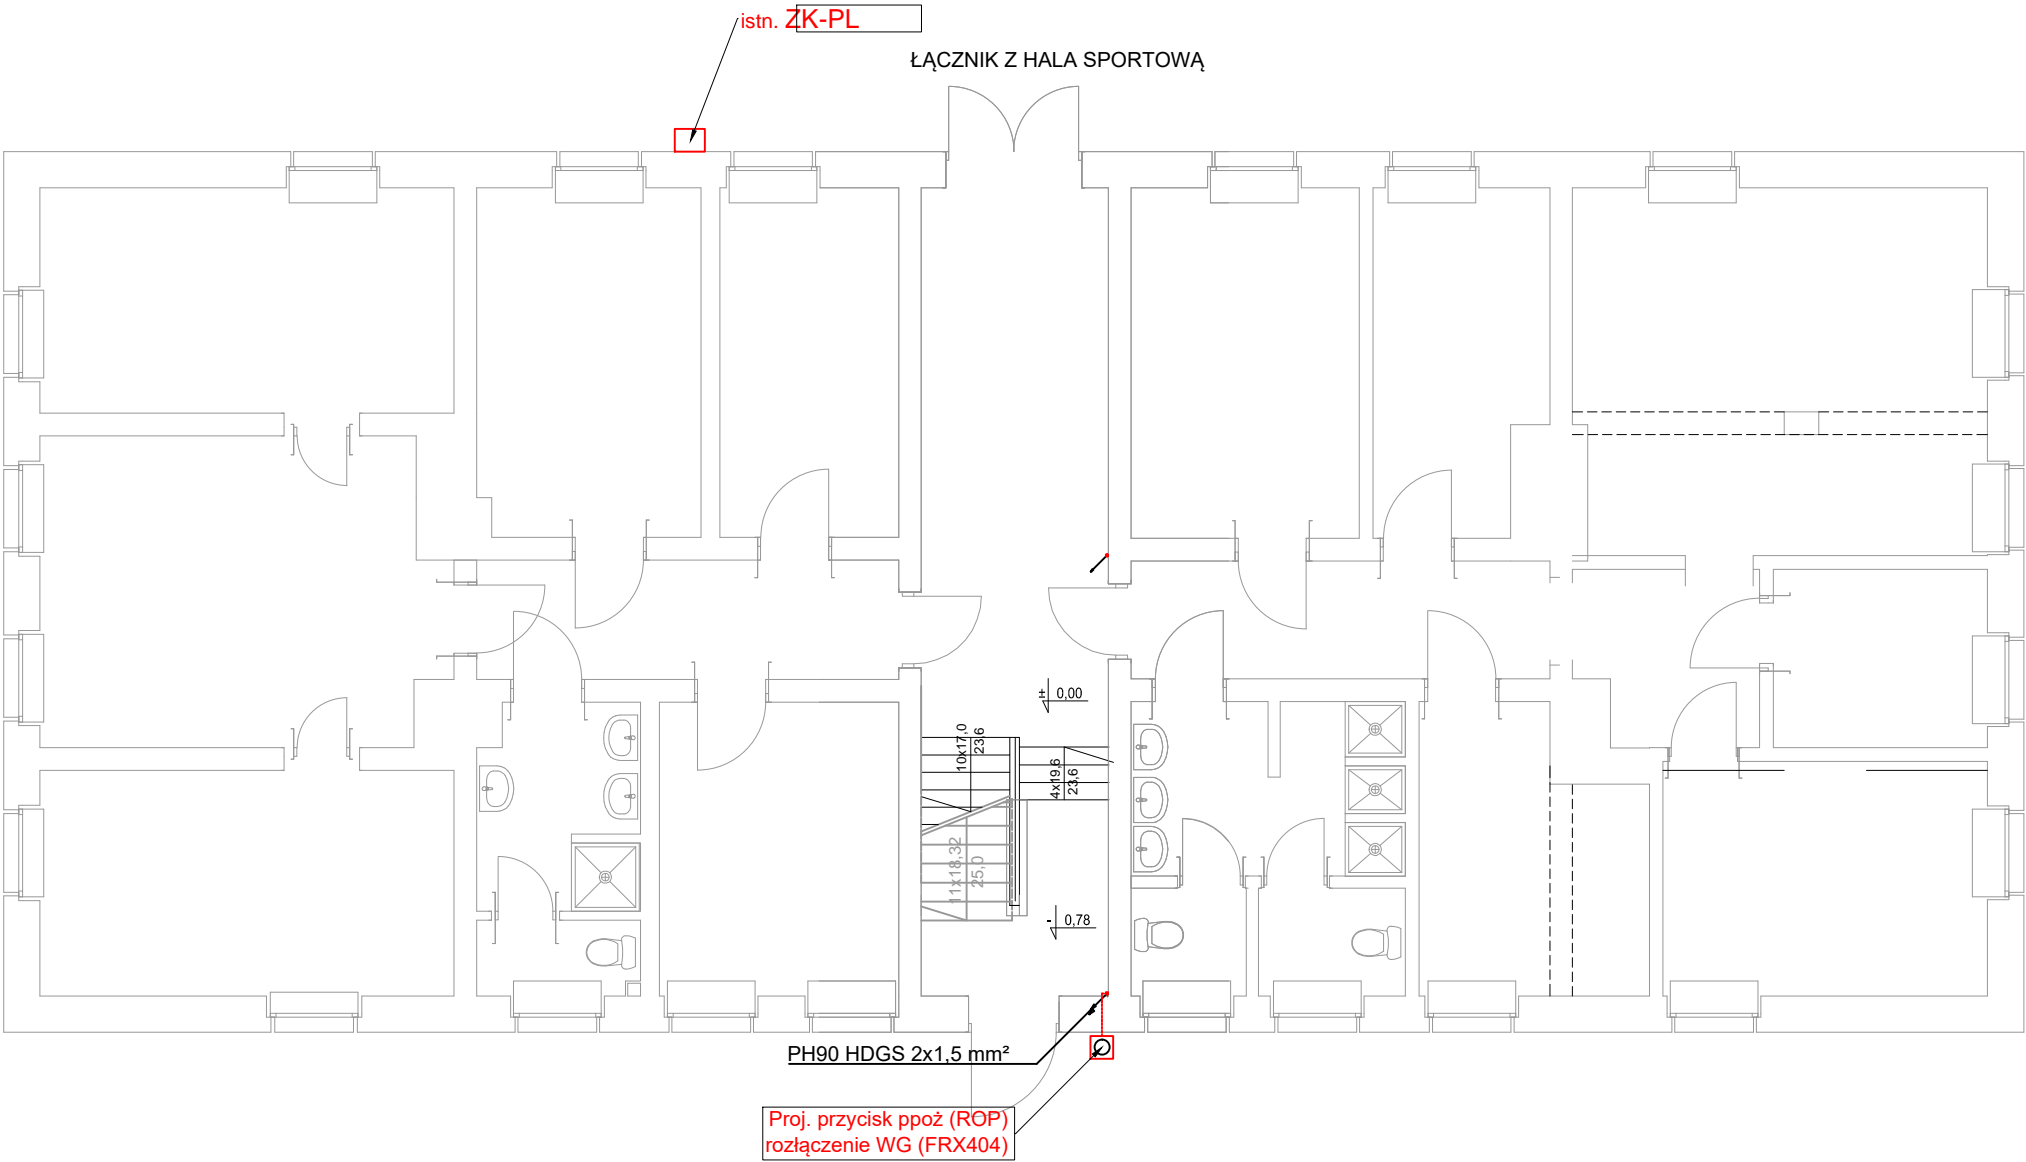 istn. ZK-PL
ŁĄCZNIK Z HALA SPORTOWĄ
+ 0,00
10x17,0
23,6
4x19,6
23,6
11x18,32
25,0
- 0,78
PH90 HDGS 2x1,5 mm²
Proj. przycisk ppoż (ROP)
rozłączenie WG (FRX404)